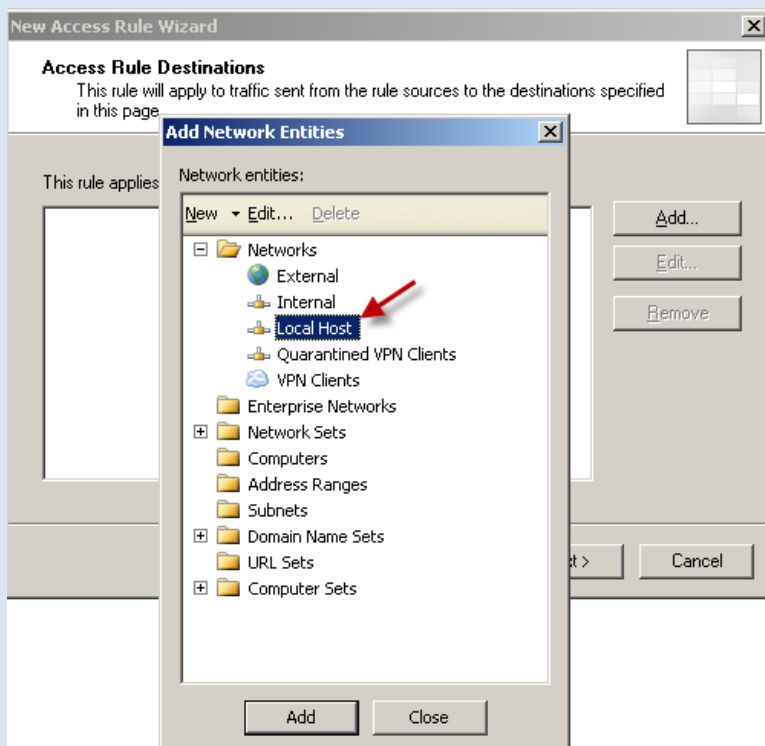 New Access Rule Wizard
Access Rule Destinations
This rule will apply to traffic sent from the rule sources to the destinations specified
in this page.
Add Network Entities
This rule applies
Network entities:
New Edit... Delete
Networks
External
Internal
Local Host
Quarantined VPN Clients
VPN Clients
Enterprise Networks
Network Sets
Computers
Address Ranges
Subnets
Domain Name Sets
URL Sets
Computer Sets
Add...
Edit...
Remove
Cancel
Add Close